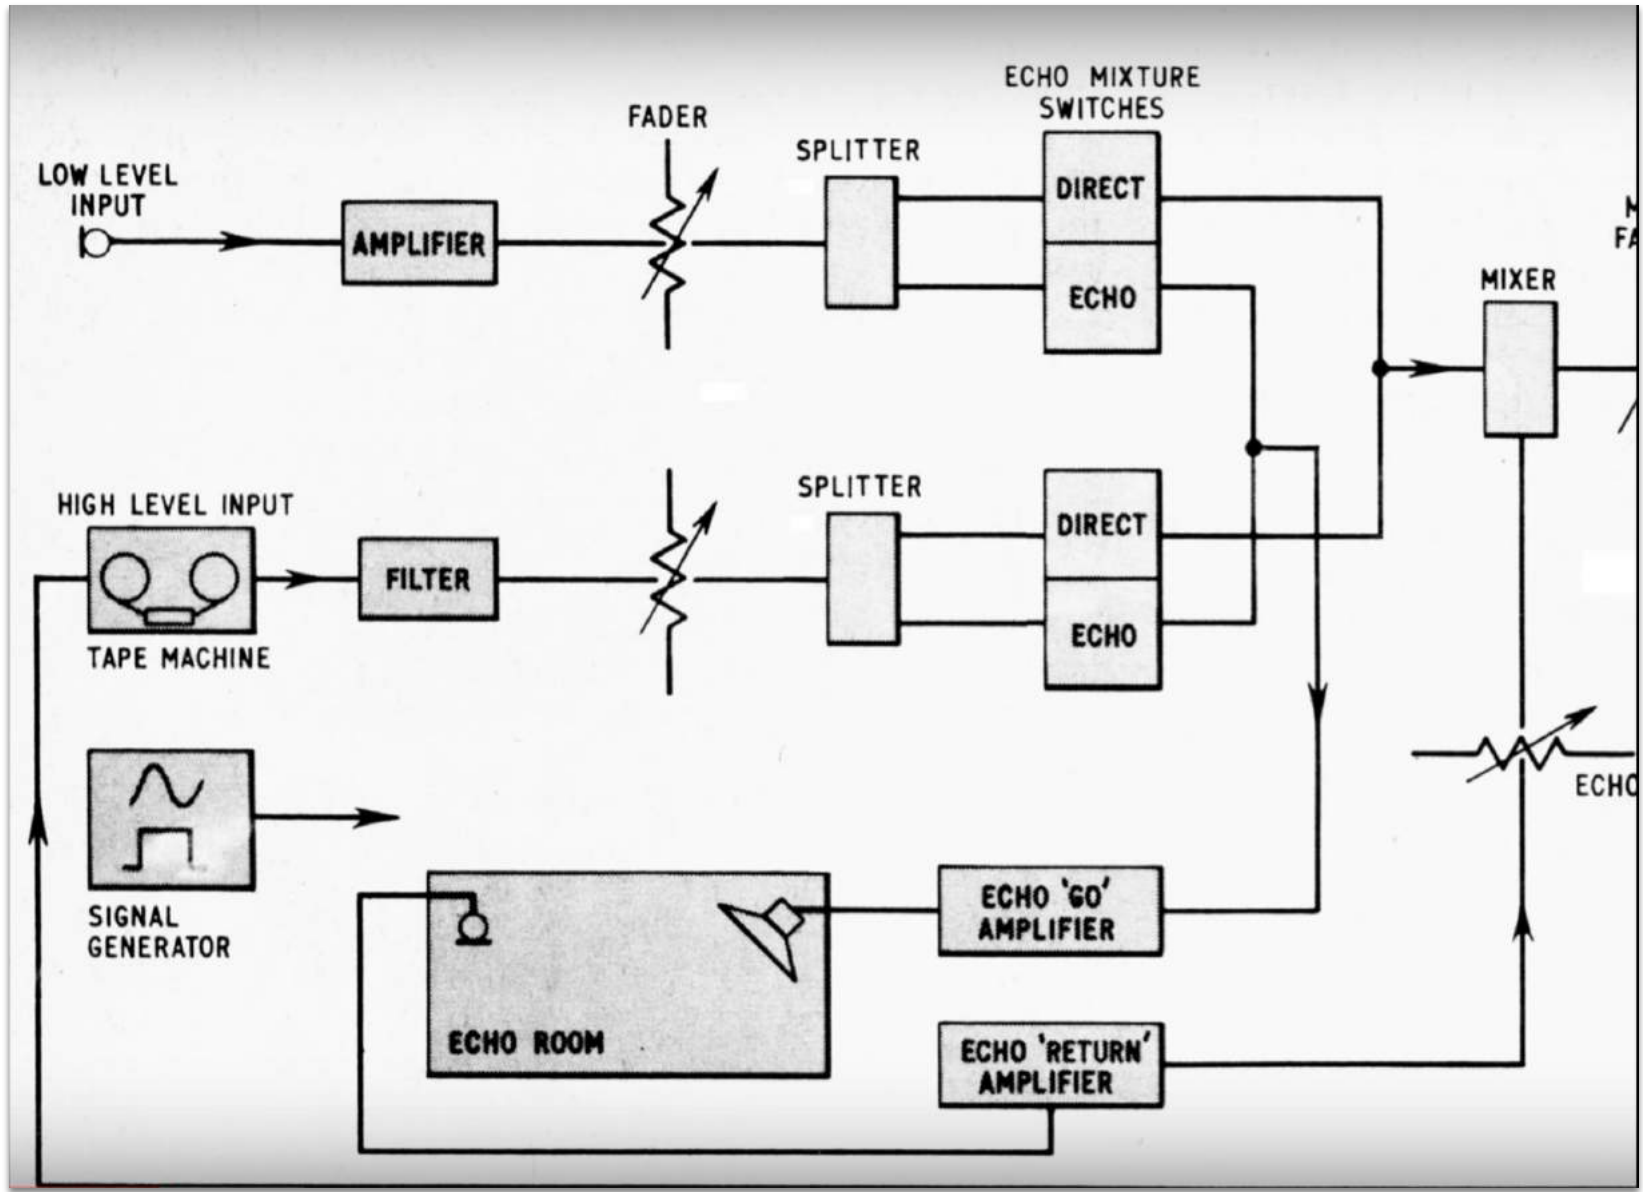 ECHO MIXTURE
SWITCHES
FADER
SPLITTER
LOW LEVEL
INPUT
DIRECT
AMPLIFIER
ECHO
MIXER
HIGH LEVEL INPUT
SPLITTER
DIRECT
FILTER
ECHO
TAPE MACHINE
ECHO
SIGNAL
GENERATOR
ECHO 'GO'
AMPLIFIER
ECHO ROOM
ECHO 'RETURN'
AMPLIFIER